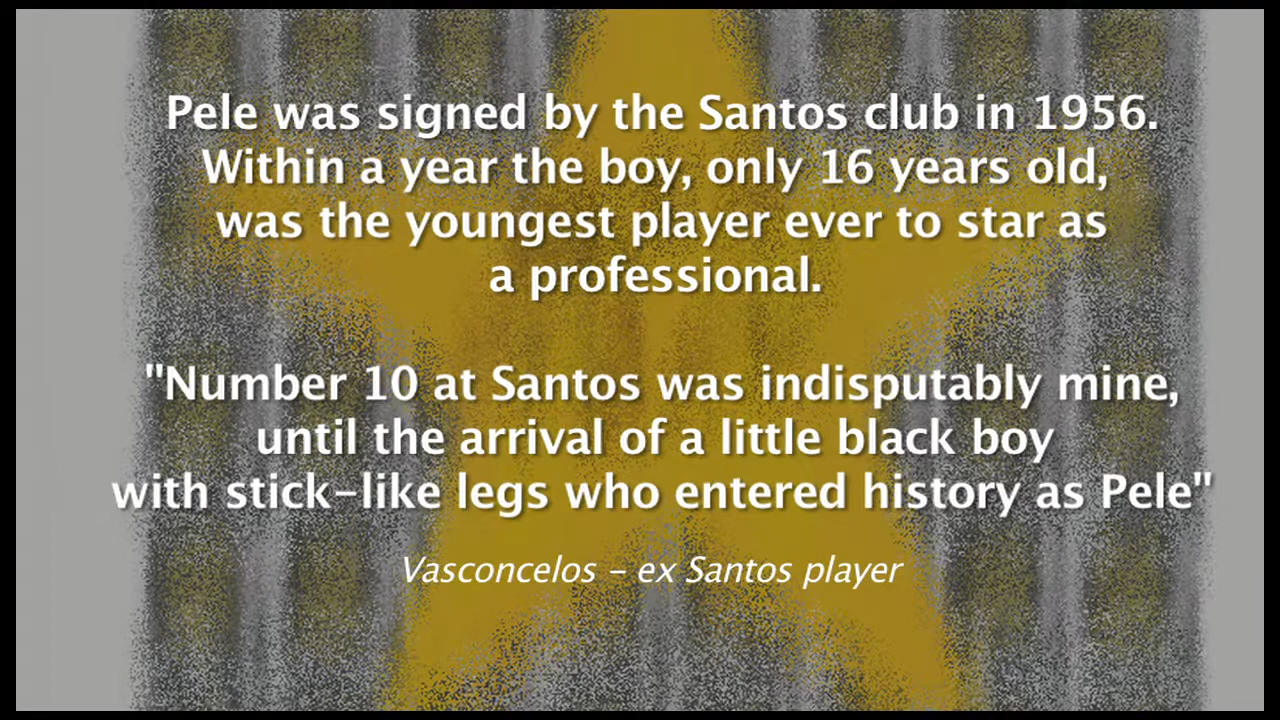 Pele was signed by the Santos club in 1956.
Within a year the boy, only 16 years old,
was the youngest player ever to star as
a professional.
"Number 10 at Santos was indisputably mine,
until the arrival of a little black boy
with stick-like legs who entered history as Pele"
Vasconcelos - ex Santos player